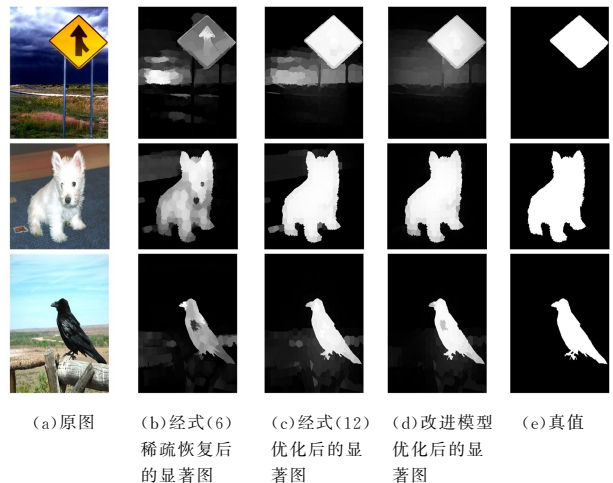 (a)原图
(b)经式(6)
稀疏恢复后
的显著图
(c)经式(12)
优化后的显
著图
(d)改进模型
优化后的显
著图
(e)真值